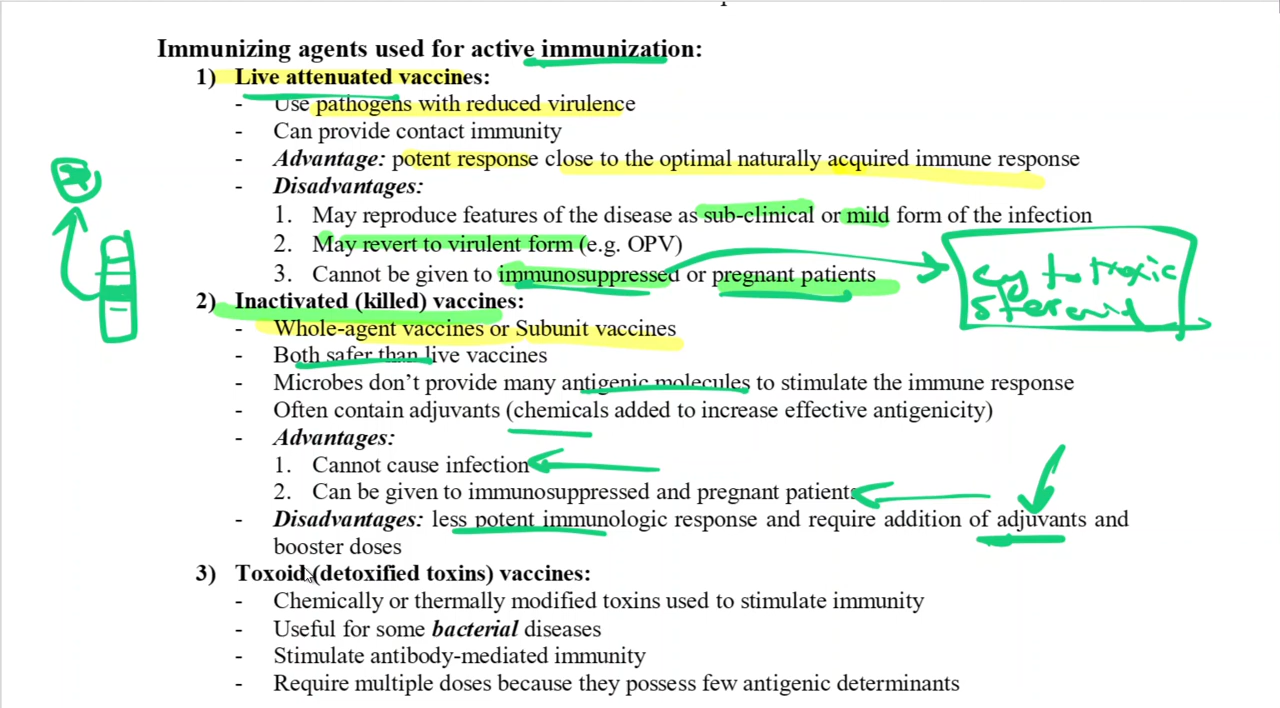 Immunizing agents used for active immunization:
1) Live attenuated vaccines:
- Use pathogens with reduced virulence
- Can provide contact immunity
- Advantage: potent response close to the optimal naturally acquired immune response
- Disadvantages:
1. May reproduce features of the disease as sub-clinical or mild form of the infection
2. May revert to virulent form (e.g. OPV)
3. Cannot be given to immunosuppressed or pregnant patients
cytotoxic
steroid
2) Inactivated (killed) vaccines:
- Whole-agent vaccines or Subunit vaccines
- Both safer than live vaccines
- Microbes don’t provide many antigenic molecules to stimulate the immune response
- Often contain adjuvants (chemicals added to increase effective antigenicity)
- Advantages:
1. Cannot cause infection
2. Can be given to immunosuppressed and pregnant patients
- Disadvantages: less potent immunologic response and require addition of adjuvants and
booster doses
3) Toxoid (detoxified toxins) vaccines:
- Chemically or thermally modified toxins used to stimulate immunity
- Useful for some bacterial diseases
- Stimulate antibody-mediated immunity
- Require multiple doses because they possess few antigenic determinants